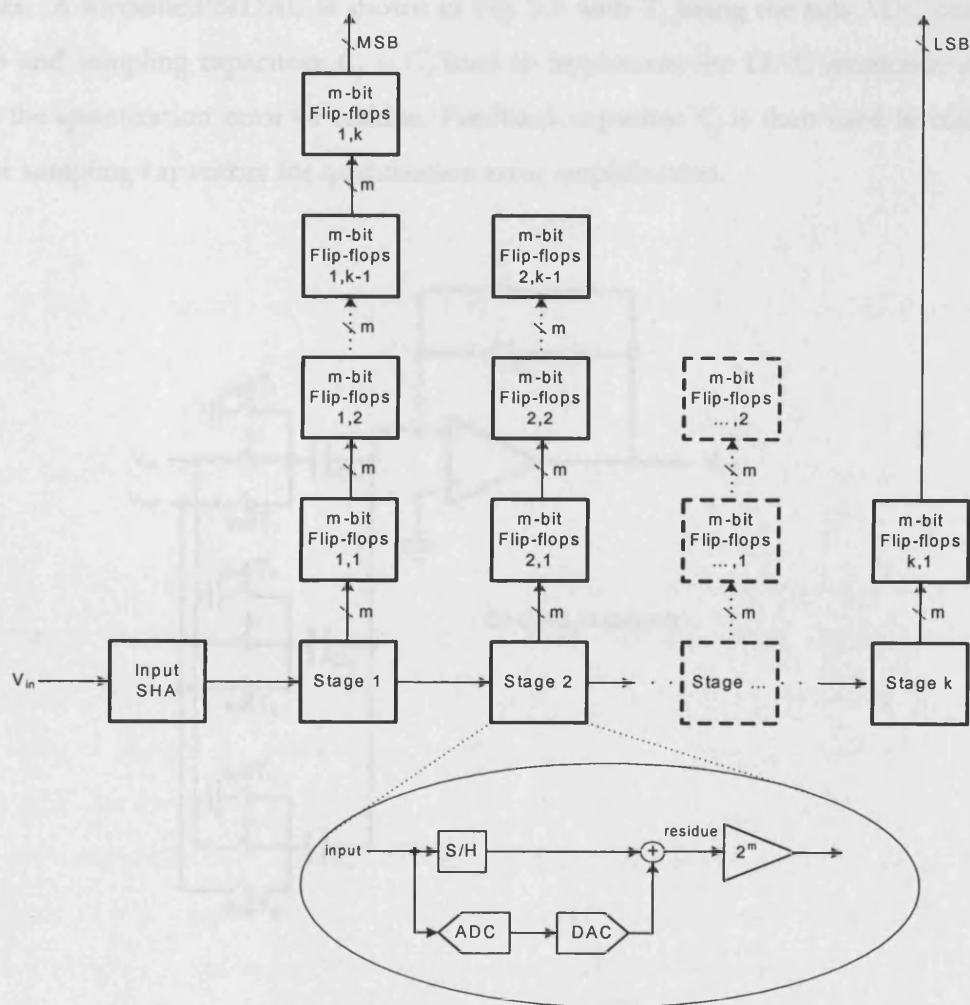 MSB
LSB
m-bit
Flip-flops
1,k
m
m-bit
Flip-flops
1,k-1
m-bit
Flip-flops
2,k-1
m
m
m-bit
Flip-flops
1,2
m-bit
Flip-flops
2,2
m-bit
Flip-flops
...,2
m
m
m
m-bit
Flip-flops
1,1
m-bit
Flip-flops
2,1
m-bit
Flip-flops
...,1
m-bit
Flip-flops
k,1
m
m
m
m
Vin
Input
SHA
Stage 1
Stage 2
Stage ...
Stage k
input
S/H
+
residue
2^m
ADC
DAC